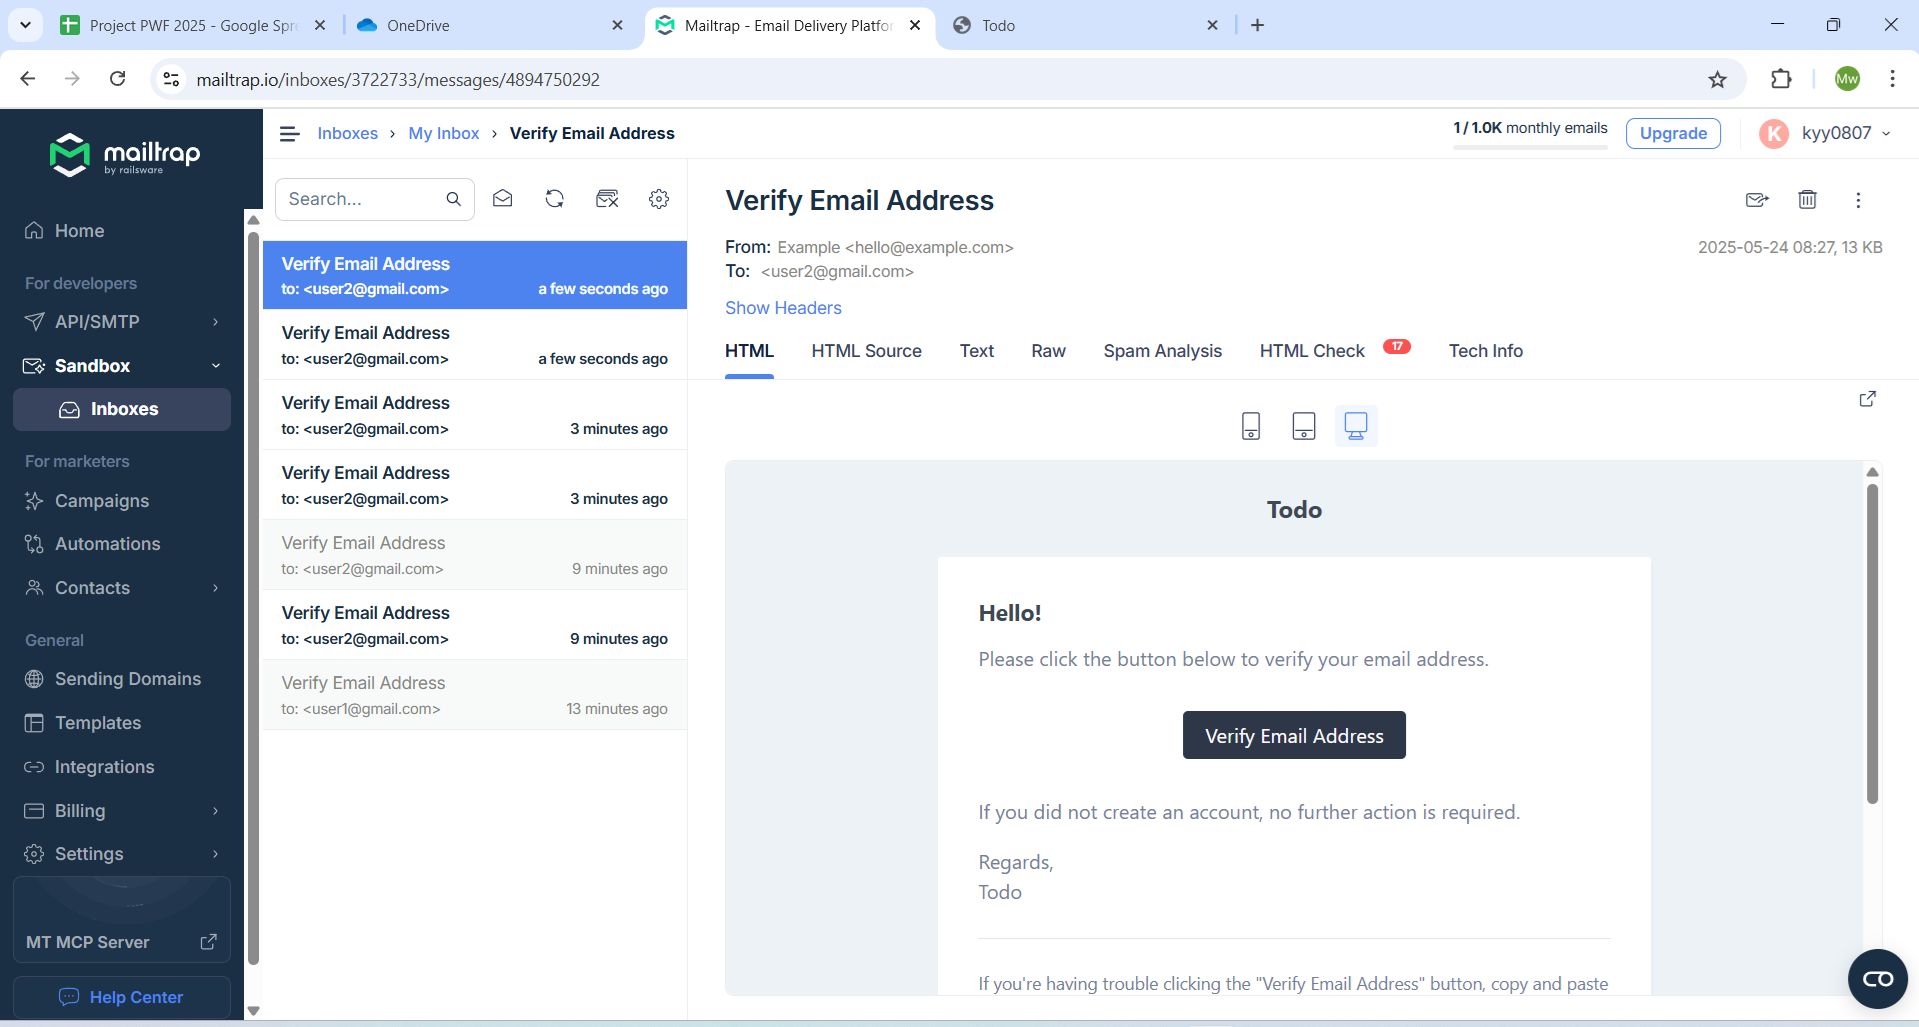 Project PWF 2025 - Google Spre
OneDrive
Mailtrap - Email Delivery Platfor
Todo
mailtrap.io/inboxes/3722733/messages/4894750292
Mw
mailtrap
by railsware
Home
For developers
API/SMTP
Sandbox
Inboxes
For marketers
Campaigns
Automations
Contacts
General
Sending Domains
Templates
Integrations
Billing
Settings
MT MCP Server
Help Center
Inboxes › My Inbox › Verify Email Address
1 / 1.0K monthly emails
Upgrade
K
kyy0807
Search...
Verify Email Address
to: <user2@gmail.com> a few seconds ago
Verify Email Address
to: <user2@gmail.com> a few seconds ago
Verify Email Address
to: <user2@gmail.com> 3 minutes ago
Verify Email Address
to: <user2@gmail.com> 3 minutes ago
Verify Email Address
to: <user2@gmail.com> 9 minutes ago
Verify Email Address
to: <user2@gmail.com> 9 minutes ago
Verify Email Address
to: <user1@gmail.com> 13 minutes ago
Verify Email Address
From: Example <hello@example.com>
2025-05-24 08:27, 13 KB
To: <user2@gmail.com>
Show Headers
HTML HTML Source Text Raw Spam Analysis HTML Check 17 Tech Info
Todo
Hello!
Please click the button below to verify your email address.
Verify Email Address
If you did not create an account, no further action is required.
Regards,
Todo
If you're having trouble clicking the "Verify Email Address" button, copy and paste